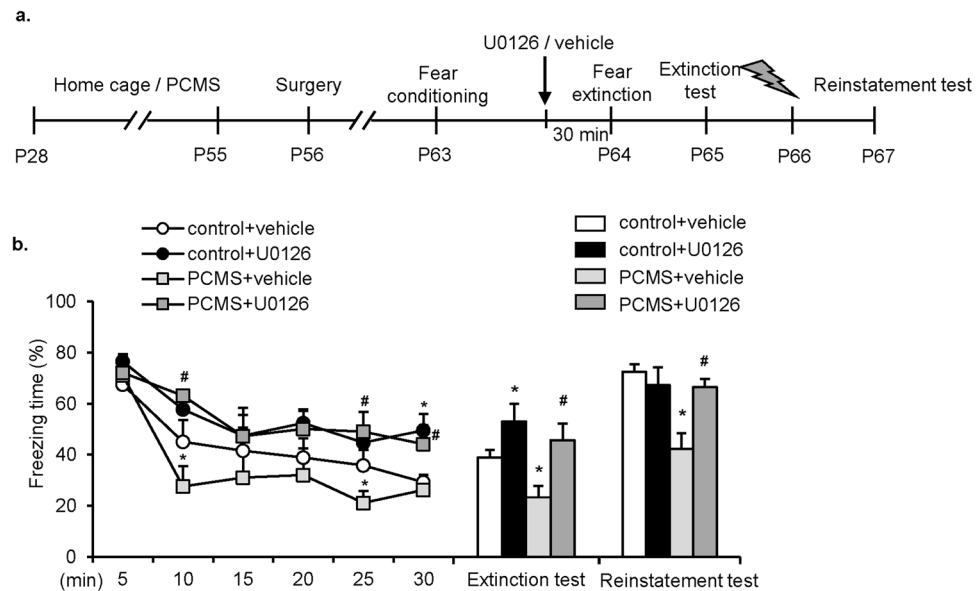 a.
U0126 / vehicle
Home cage / PCMS
Surgery
Fear
conditioning
Fear
extinction
Extinction
test
Reinstatement test
30 min
P28
P55
P56
P63
P64
P65
P66
P67
b.
control+vehicle
control+U0126
PCMS+vehicle
PCMS+U0126
control+vehicle
control+U0126
PCMS+vehicle
PCMS+U0126
Freezing time (%)
100
80
60
40
20
0
#
*
#
*
*
#
*
*
#
*
#
(min) 5 10 15 20 25 30 Extinction test Reinstatement test